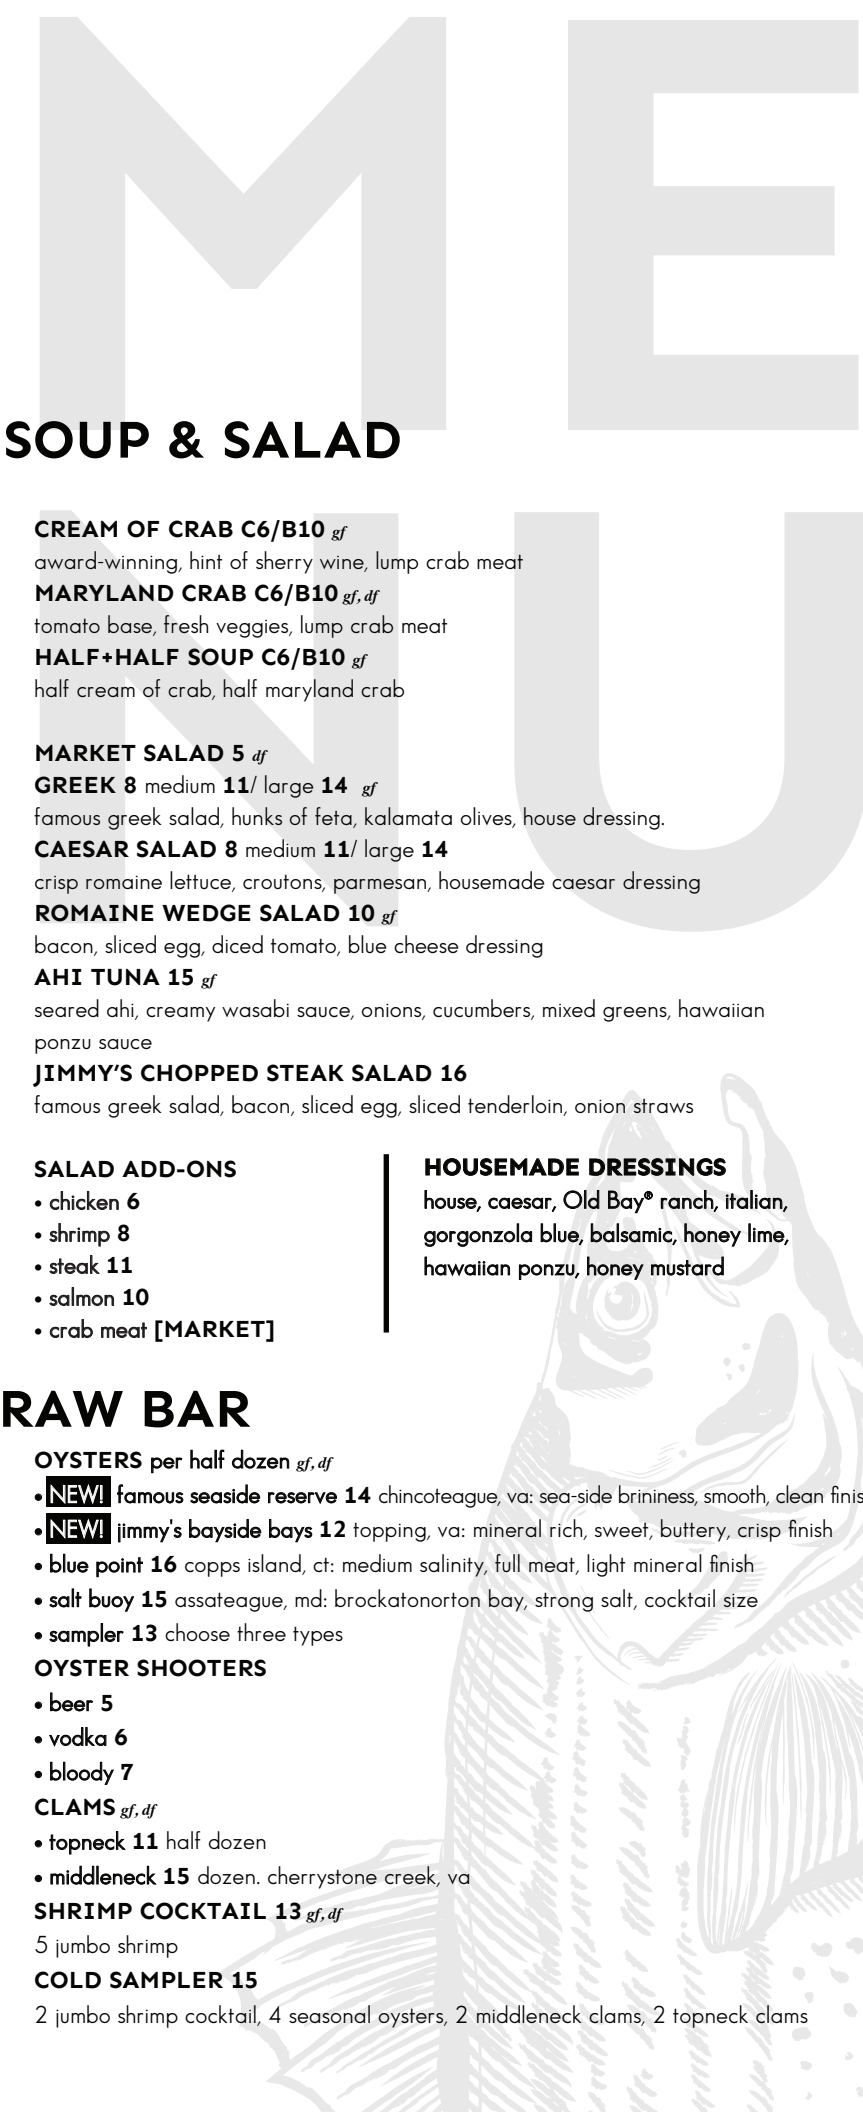 ME
SOUP & SALAD
NU
CREAM OF CRAB C6/B10 gf
award-winning, hint of sherry wine, lump crab meat
MARYLAND CRAB C6/B10 gf, df
tomato base, fresh veggies, lump crab meat
HALF+HALF SOUP C6/B10 gf
half cream of crab, half maryland crab
MARKET SALAD 5 df
GREEK 8 medium 11/ large 14 gf
famous greek salad, hunks of feta, kalamata olives, house dressing.
CAESAR SALAD 8 medium 11/ large 14
crisp romaine lettuce, croutons, parmesan, housemade caesar dressing
ROMAINE WEDGE SALAD 10 gf
bacon, sliced egg, diced tomato, blue cheese dressing
AHI TUNA 15 gf
seared ahi, creamy wasabi sauce, onions, cucumbers, mixed greens, hawaiian
ponzu sauce
JIMMY'S CHOPPED STEAK SALAD 16
famous greek salad, bacon, sliced egg, sliced tenderloin, onion straws
SALAD ADD-ONS
• chicken 6
• shrimp 8
• steak 11
• salmon 10
• crab meat [MARKET]
HOUSEMADE DRESSINGS
house, caesar, Old Bay® ranch, italian,
gorgonzola blue, balsamic, honey lime,
hawaiian ponzu, honey mustard
RAW BAR
OYSTERS per half dozen gf, df
• NEW! famous seaside reserve 14 chincoteague, va: sea-side brininess, smooth, clean finis
• NEW! jimmy's bayside bays 12 topping, va: mineral rich, sweet, buttery, crisp finish
• blue point 16 copps island, ct: medium salinity, full meat, light mineral finish
• salt buoy 15 assateague, md: brockatonorton bay, strong salt, cocktail size
• sampler 13 choose three types
OYSTER SHOOTERS
• beer 5
• vodka 6
• bloody 7
CLAMS gf, df
• topneck 11 half dozen
• middleneck 15 dozen. cherrystone creek, va
SHRIMP COCKTAIL 13 gf, df
5 jumbo shrimp
COLD SAMPLER 15
2 jumbo shrimp cocktail, 4 seasonal oysters, 2 middleneck clams, 2 topneck clams